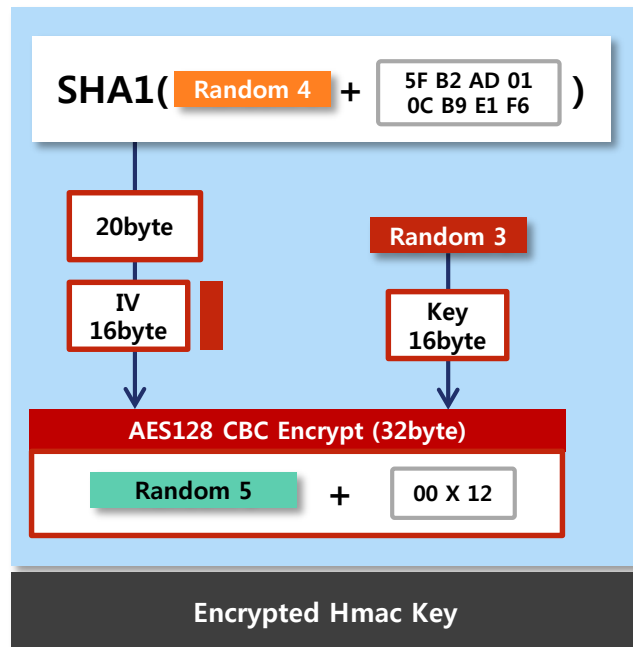 SHA1( Random 4 + 5F B2 AD 01
0C B9 E1 F6 )
20byte
Random 3
IV
16byte
Key
16byte
AES128 CBC Encrypt (32byte)
Random 5 + 00 X 12
Encrypted Hmac Key